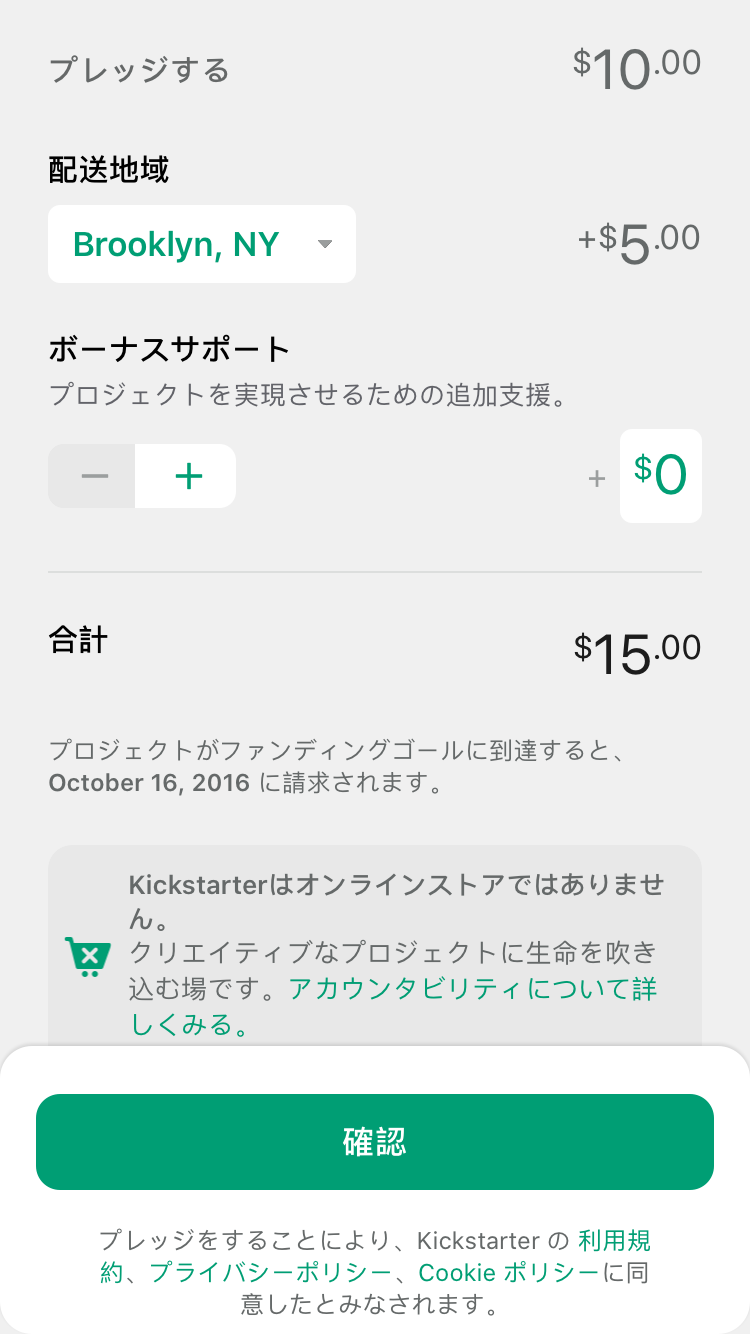 プレッジする $10.00
配送地域
Brooklyn, NY +$5.00
ボーナスサポート
プロジェクトを実現させるための追加支援。
− + + $0
合計 $15.00
プロジェクトがファンディングゴールに到達すると、
October 16, 2016 に請求されます。
Kickstarterはオンラインストアではありませ
ん。
クリエイティブなプロジェクトに生命を吹き
込む場です。アカウンタビリティについて詳
しくみる。
確認
プレッジをすることにより、Kickstarter の 利用規
約、プライバシーポリシー、Cookie ポリシーに同
意したとみなされます。